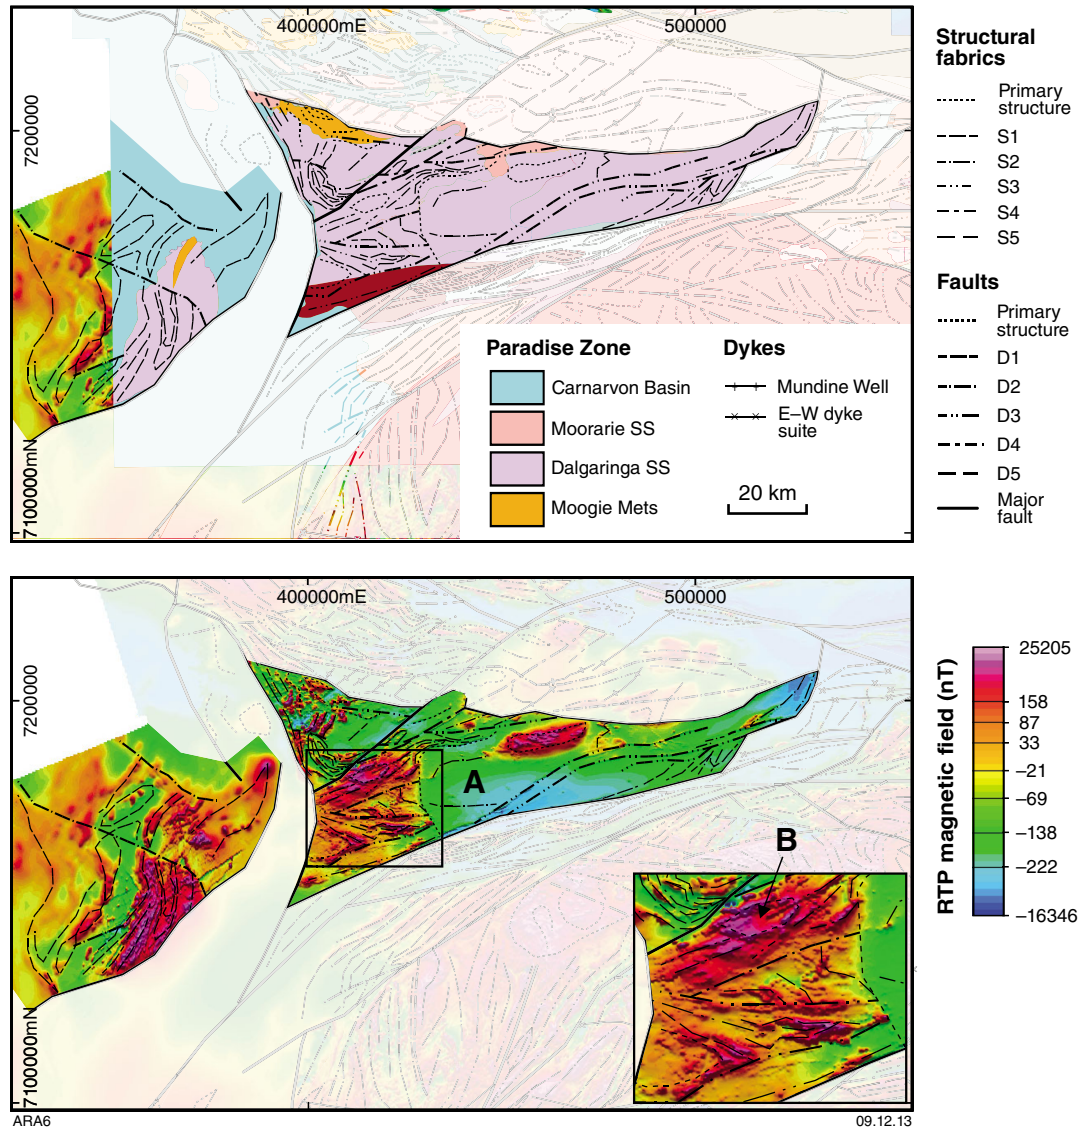 400000mE
500000
7200000
7100000mN
Paradise Zone
Carnarvon Basin
Moorarie SS
Dalgaringa SS
Moogie Mets
Dykes
Mundine Well
E–W dyke
suite
20 km
Structural
fabrics
Primary
structure
S1
S2
S3
S4
S5
Faults
Primary
structure
D1
D2
D3
D4
D5
Major
fault
400000mE
500000
7200000
7100000mN
A
B
RTP magnetic field (nT)
25205
158
87
33
–21
–69
–138
–222
–16346
ARA6
09.12.13